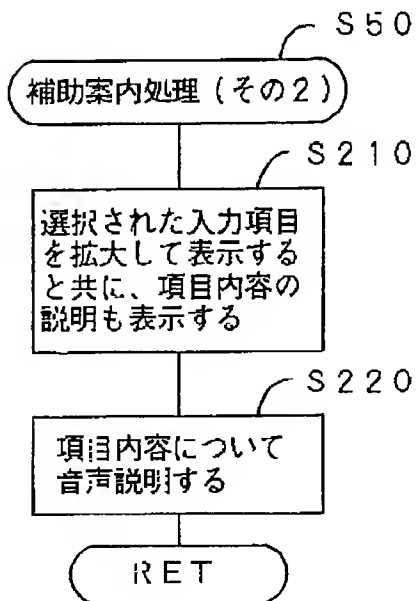 S50
補助案内処理(その2)
S210
選択された入力項目
を拡大して表示する
と共に、項目内容の
説明も表示する
S220
項目内容について
音声説明する
RET